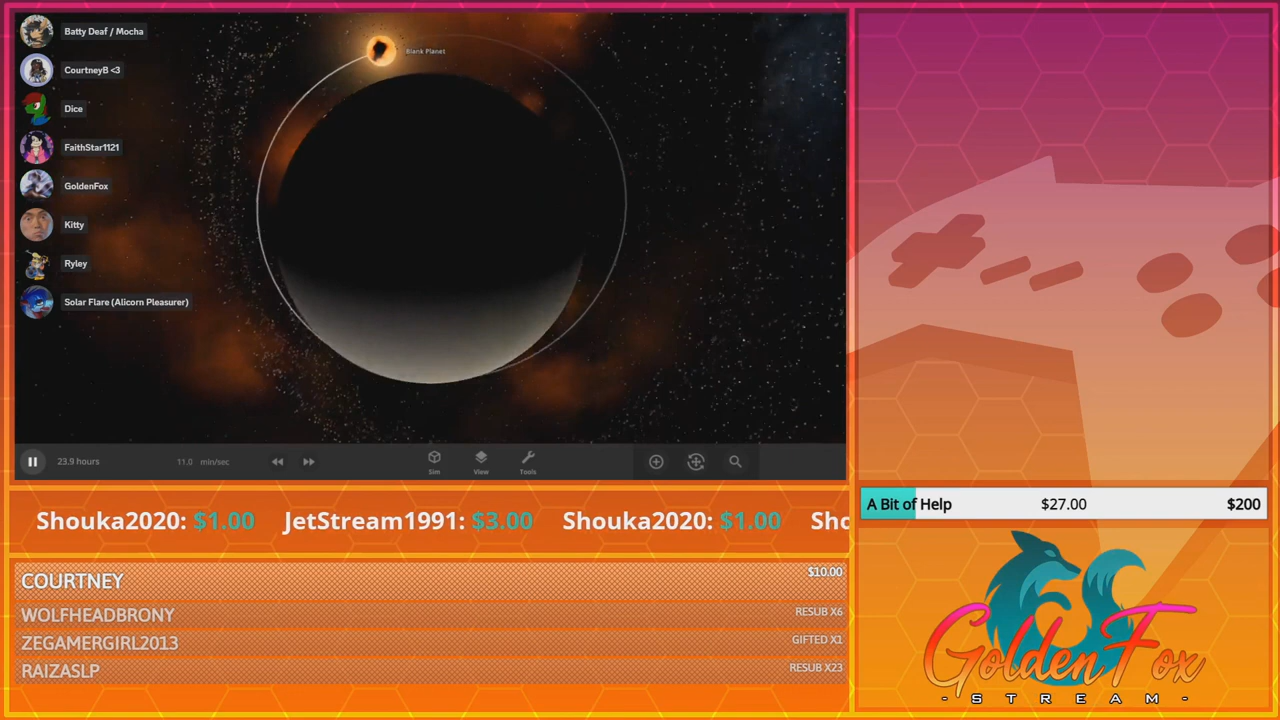 Batty Deaf / Mocha
CourtneyB <3
Dice
FaithStar1121
GoldenFox
Kitty
Ryley
Solar Flare (Alicorn Pleasurer)
Blank Planet
23.9 hours
11.0 min/sec
Sim
View
Tools
Shouka2020: $1.00 JetStream1991: $3.00 Shouka2020: $1.00 Sho
COURTNEY $10.00
WOLFHEADBRONY RESUB X6
ZEGAMERGIRL2013 GIFTED X1
RAIZASLP RESUB X23
A Bit of Help $27.00 $200
GoldenFox
- S T R E A M -